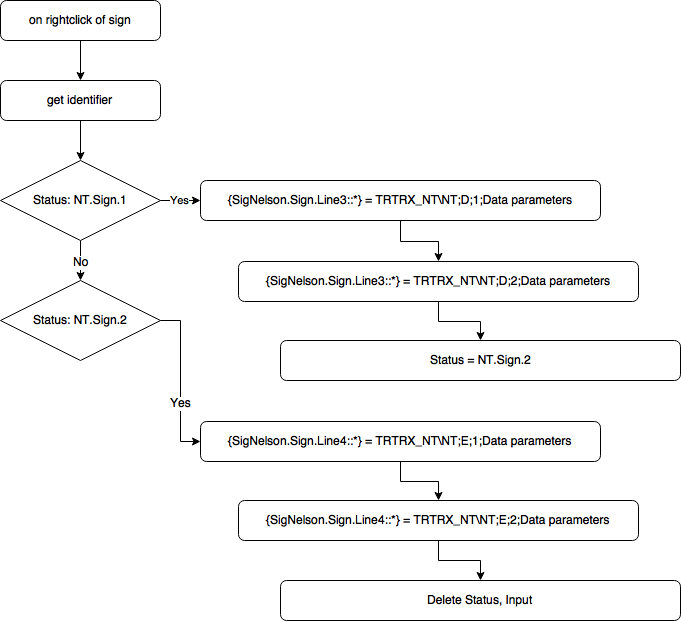 on rightclick of sign
get identifier
Status: NT.Sign.1
Yes
{SigNelson.Sign.Line3::*} = TRTRX_NT\NT;D;1;Data parameters
{SigNelson.Sign.Line3::*} = TRTRX_NT\NT;D;2;Data parameters
Status = NT.Sign.2
No
Status: NT.Sign.2
Yes
{SigNelson.Sign.Line4::*} = TRTRX_NT\NT;E;1;Data parameters
{SigNelson.Sign.Line4::*} = TRTRX_NT\NT;E;2;Data parameters
Delete Status, Input